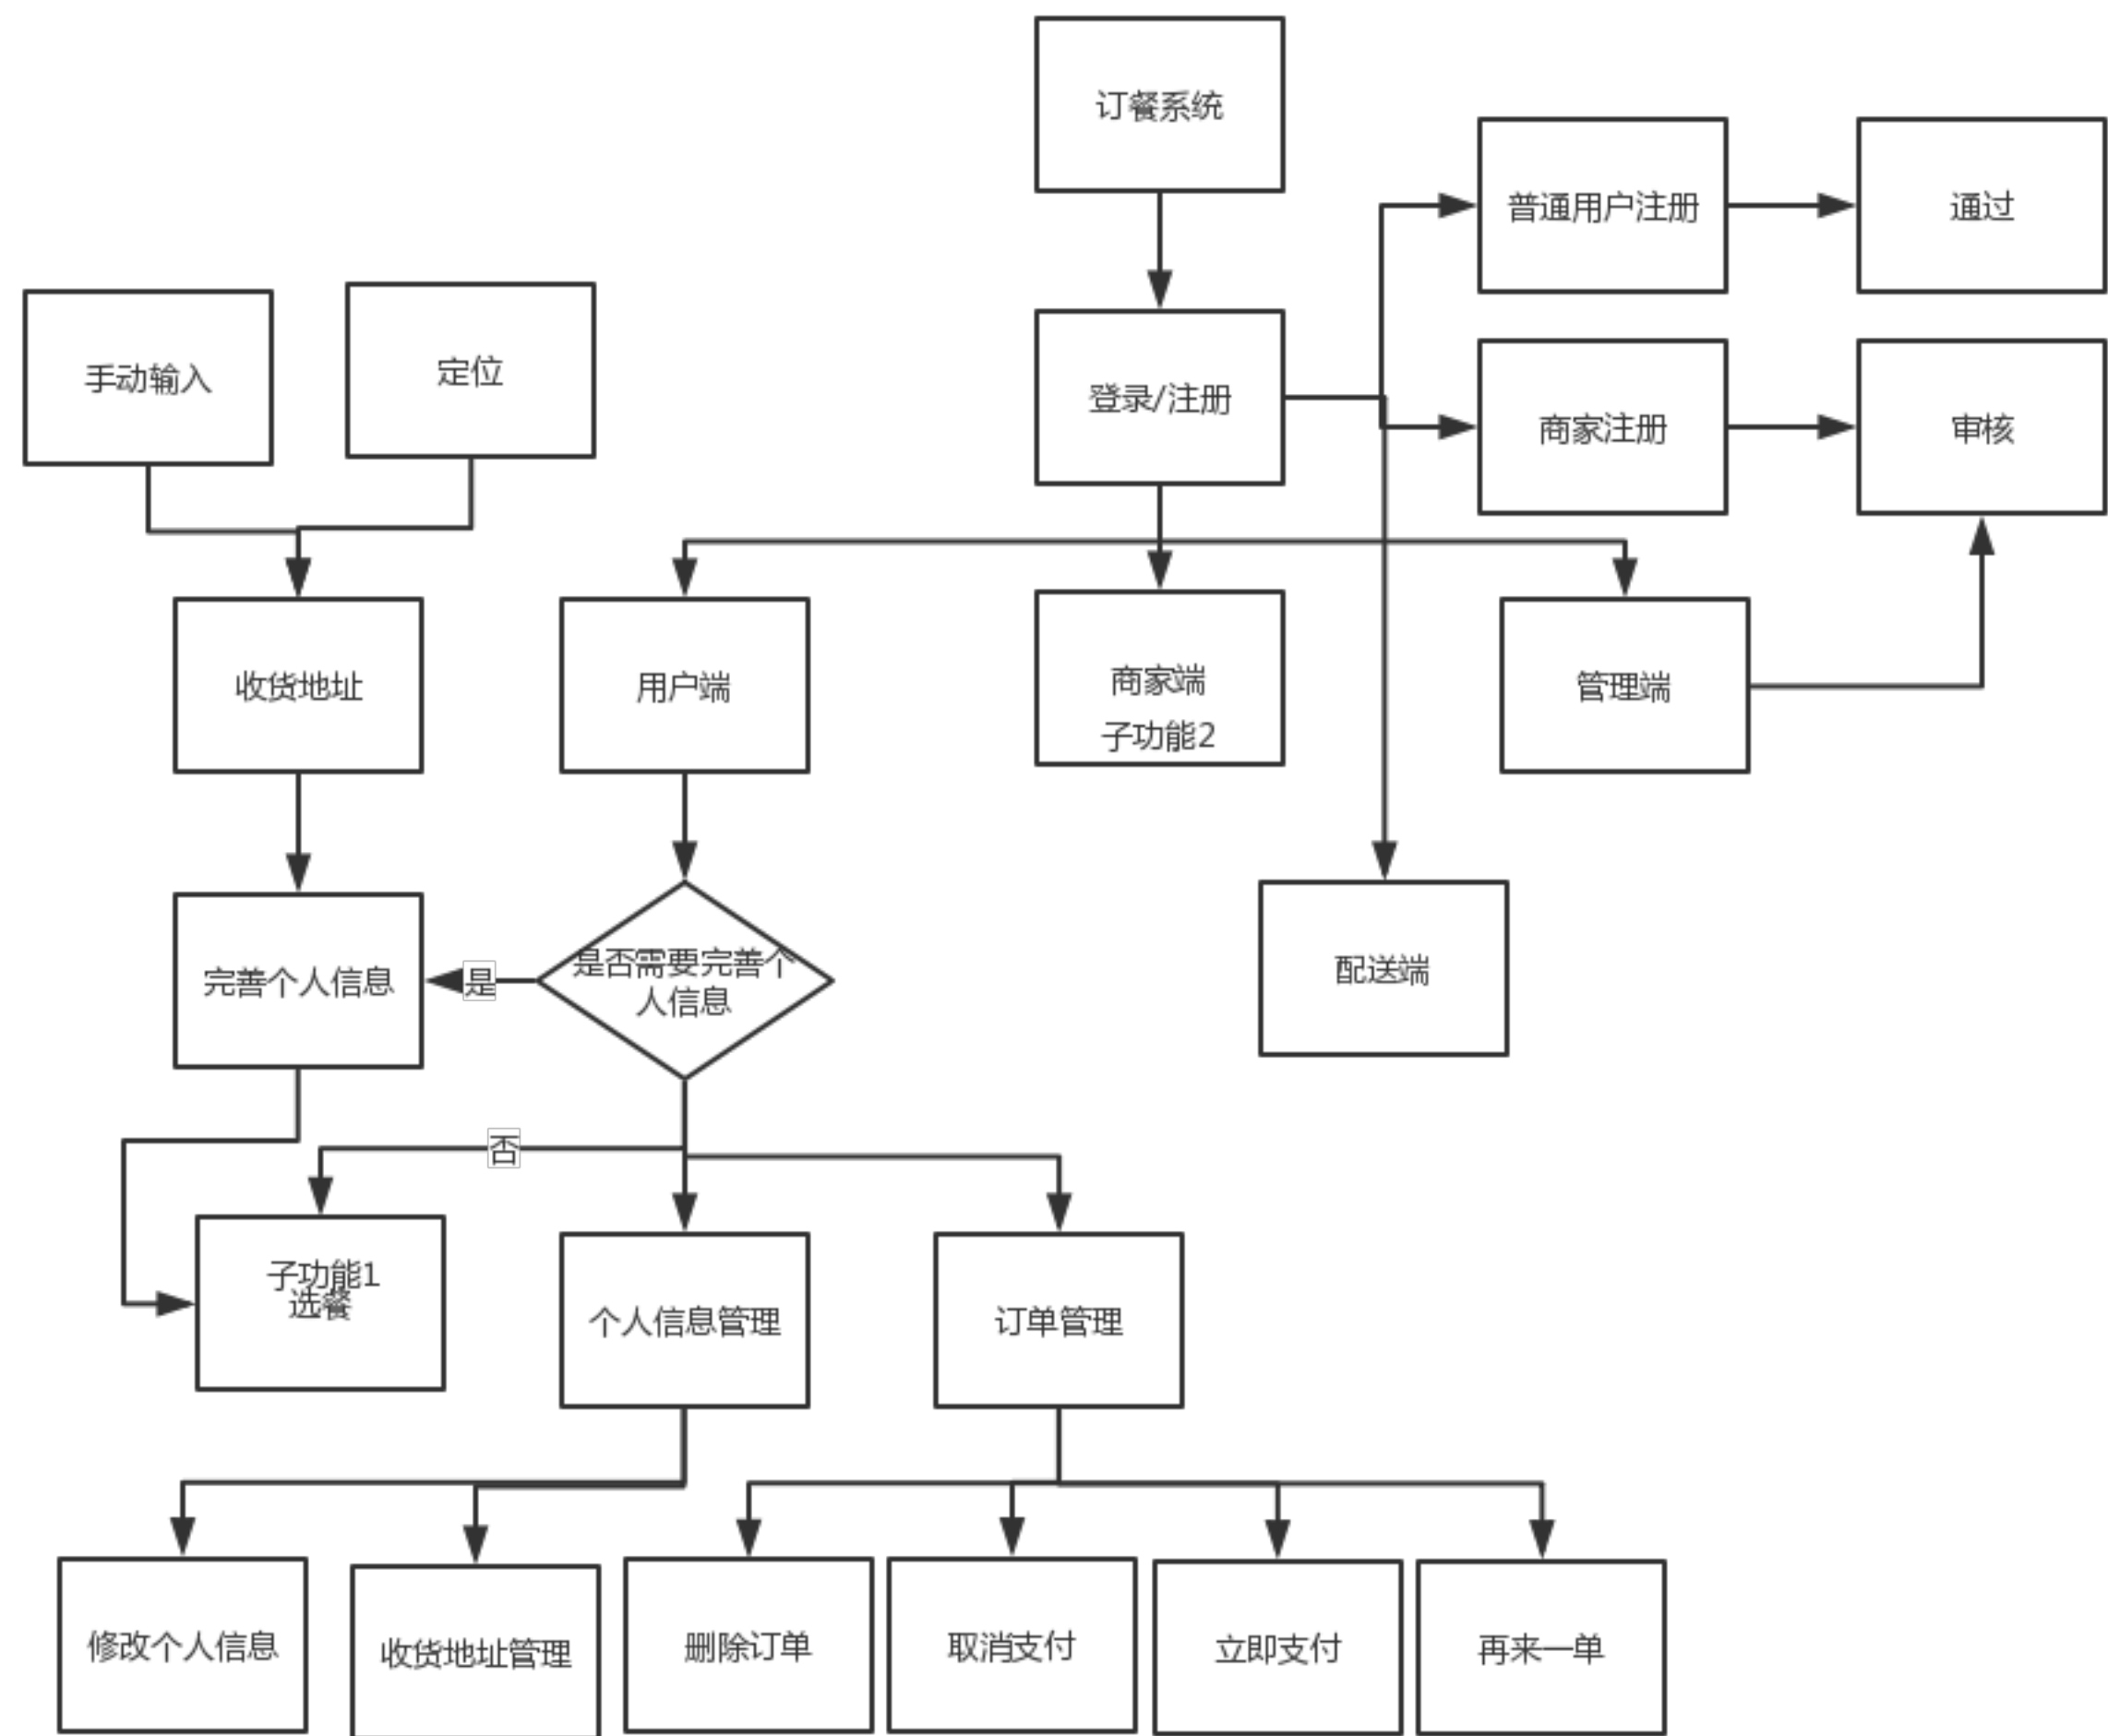 订餐系统
普通用户注册
通过
手动输入
定位
登录/注册
商家注册
审核
收货地址
用户端
商家端
子功能2
管理端
完善个人信息
是
是否需要完善个
人信息
配送端
否
子功能1
选餐
个人信息管理
订单管理
修改个人信息
收货地址管理
删除订单
取消支付
立即支付
再来一单